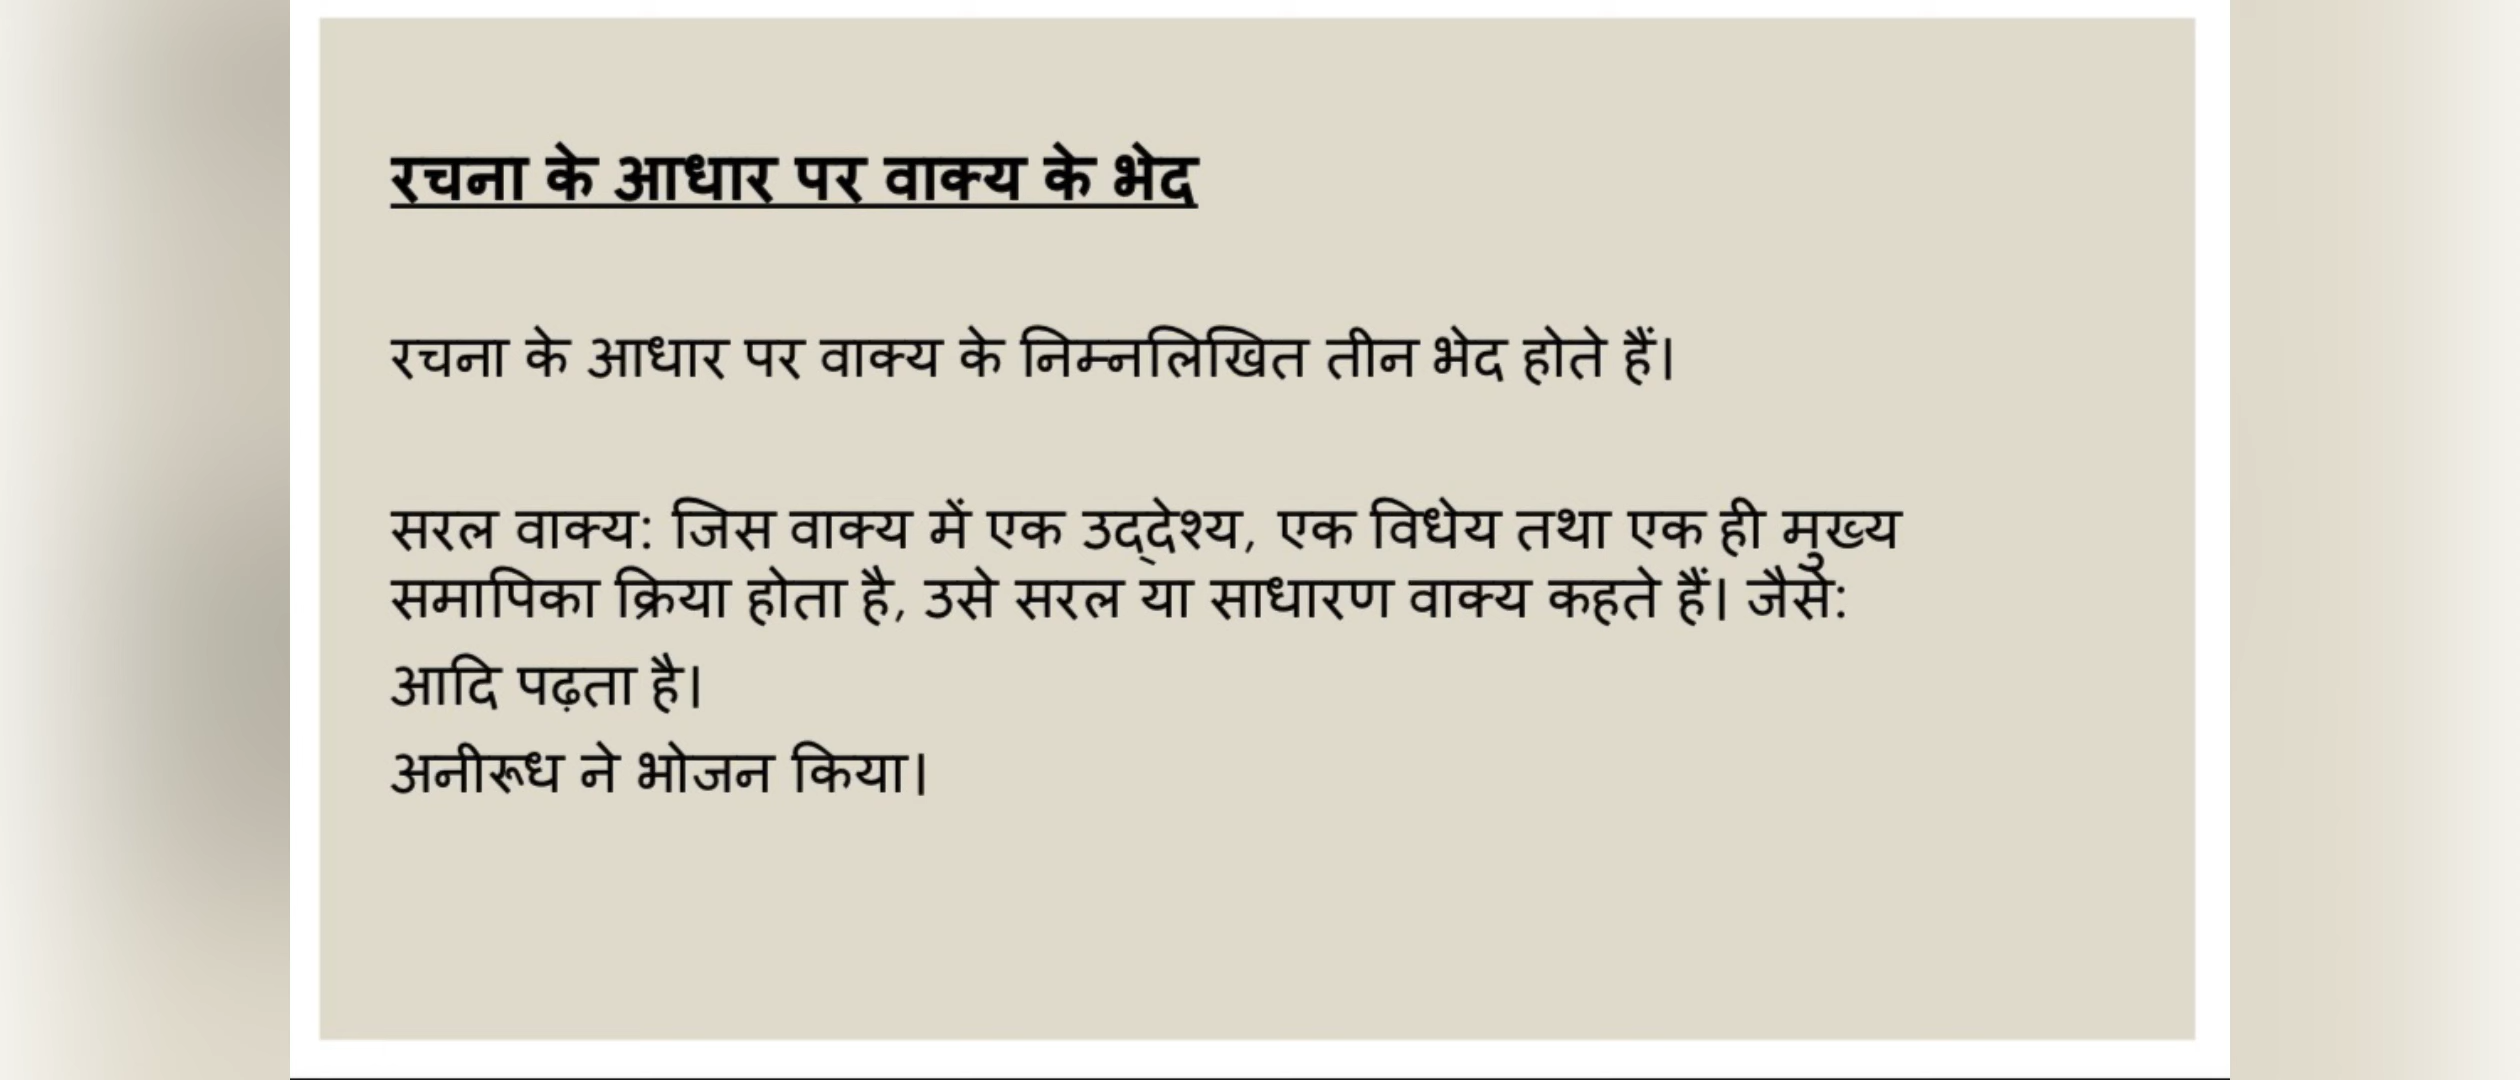 रचना के आधार पर वाक्य के भेद
रचना के आधार पर वाक्य के निम्नलिखित तीन भेद होते हैं।
सरल वाक्य: जिस वाक्य में एक उद्‌देश्य, एक विधेय तथा एक ही मुख्य
समापिका क्रिया होता है, उसे सरल या साधारण वाक्य कहते हैं। जैसे:
आदि पढ़ता है।
अनीरूध ने भोजन किया।